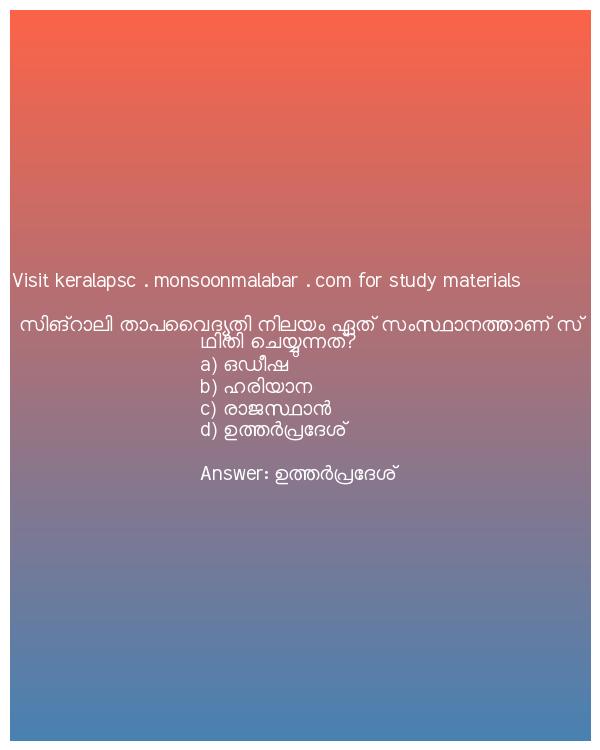 Visit keralapsc . monsoonmalabar . com for study materials
സിങ്റാലി താപവൈദ്യുതി നിലയം ഏത് സംസ്ഥാനത്താണ് സ്
ഥിതി ചെയ്യുന്നത്?
a) ഒഡീഷ
b) ഹരിയാന
c) രാജസ്ഥാൻ
d) ഉത്തർപ്രദേശ്
Answer: ഉത്തർപ്രദേശ്